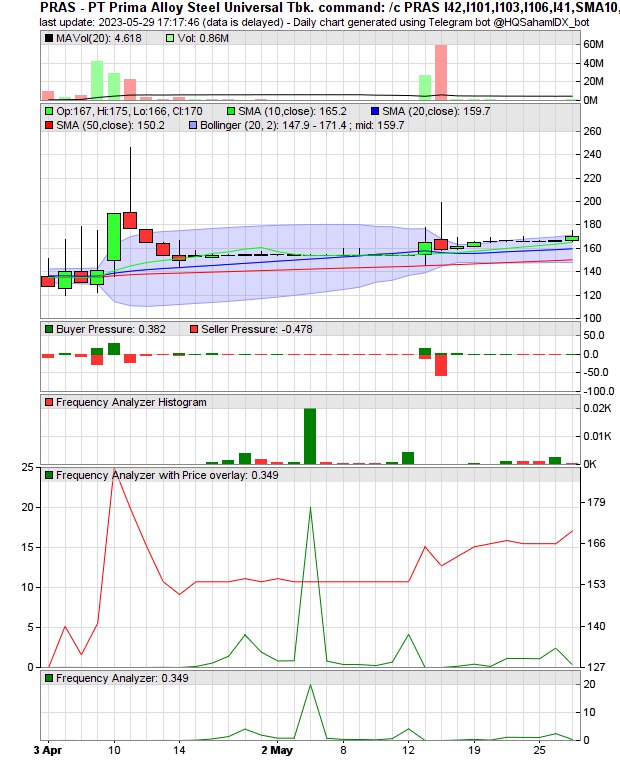 PRAS - PT Prima Alloy Steel Universal Tbk. command: /c PRAS I42,I101,I103,I106,I41,SMA10,
last update: 2023-05-29 17:17:46 (data is delayed) - Daily chart generated using Telegram bot @HQSahamIDX_bot
MAVol(20): 4.618 Vol: 0.86M
60M
40M
20M
0M
Op:167, Hi:175, Lo:166, Cl:170 SMA (10,close): 165.2 SMA (20,close): 159.7
SMA (50,close): 150.2 Bollinger (20, 2): 147.9 - 171.4 ; mid: 159.7
260
240
220
200
180
160
140
120
100
Buyer Pressure: 0.382 Seller Pressure: -0.478
50.0
0.0
-50.0
-100.0
Frequency Analyzer Histogram
0.02K
0.01K
0K
Frequency Analyzer with Price overlay: 0.349
25
20
15
10
5
0
179
166
153
140
127
Frequency Analyzer: 0.349
20
10
0
3 Apr 10 14 2 May 8 12 19 25